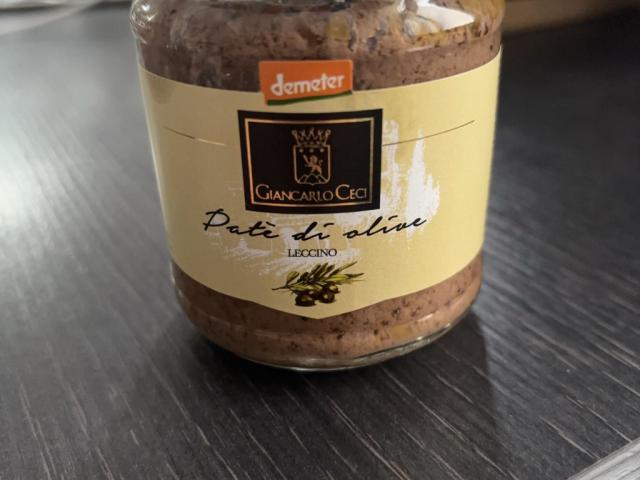 demeter
GIANCARLO CECI
Patè di olive
LECCINO